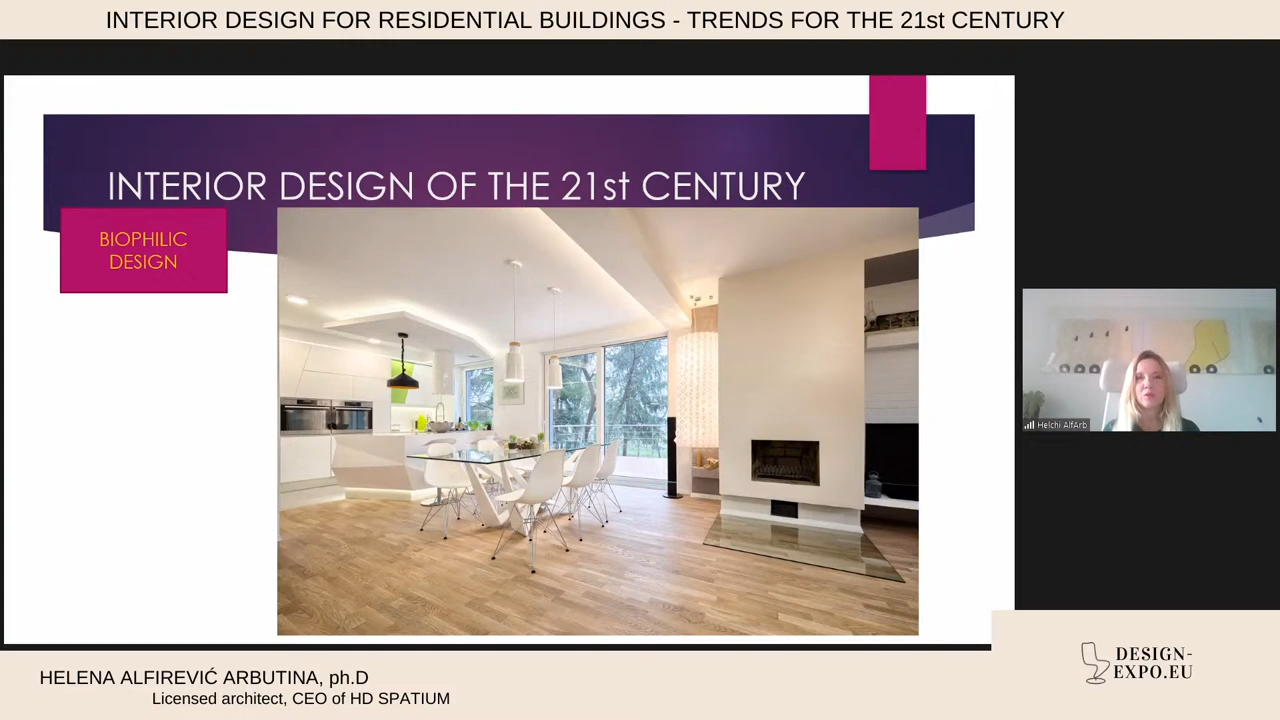 INTERIOR DESIGN FOR RESIDENTIAL BUILDINGS - TRENDS FOR THE 21st CENTURY
INTERIOR DESIGN OF THE 21st CENTURY
BIOPHILIC
DESIGN
Helchi AlfArb
HELENA ALFIREVIĆ ARBUTINA, ph.D
Licensed architect, CEO of HD SPATIUM
DESIGN-
EXPO.EU